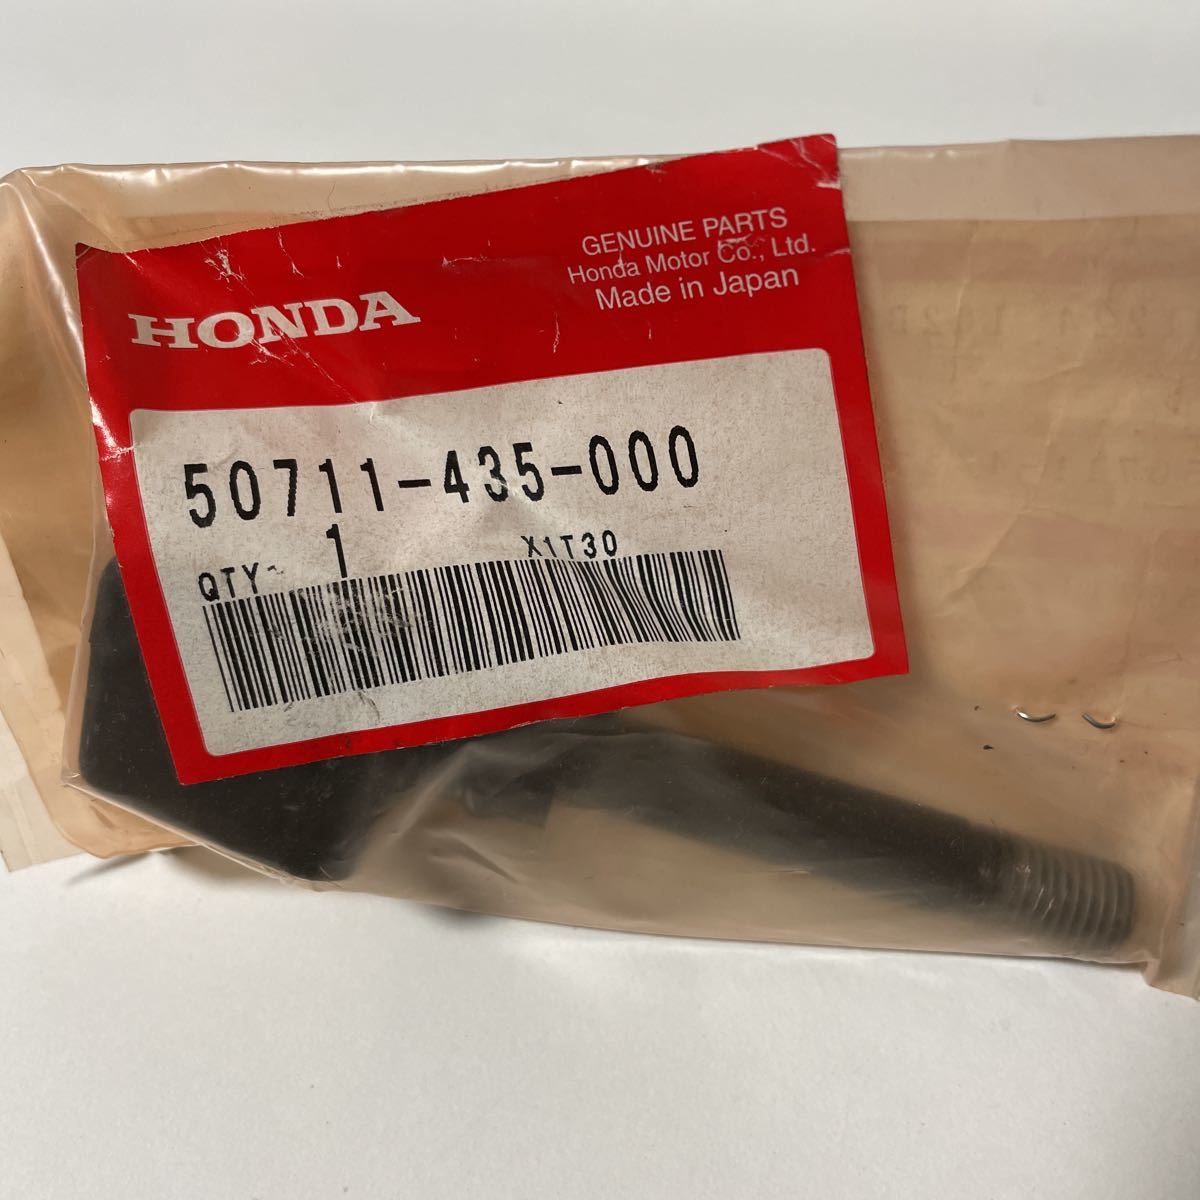 HONDA
GENUINE PARTS
Honda Motor Co., Ltd.
Made in Japan
50711-435-000
QTY 1 X1T30